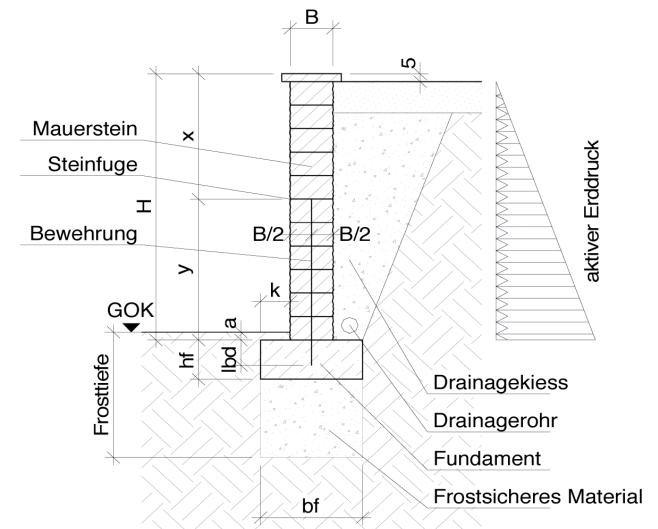 B
5
Mauerstein
x
Steinfuge
H
Bewehrung
B/2
B/2
aktiver Erddruck
y
k
GOK
a
hf
lbd
Frosttiefe
Drainagekiess
Drainagerohr
Fundament
Frostsicheres Material
bf